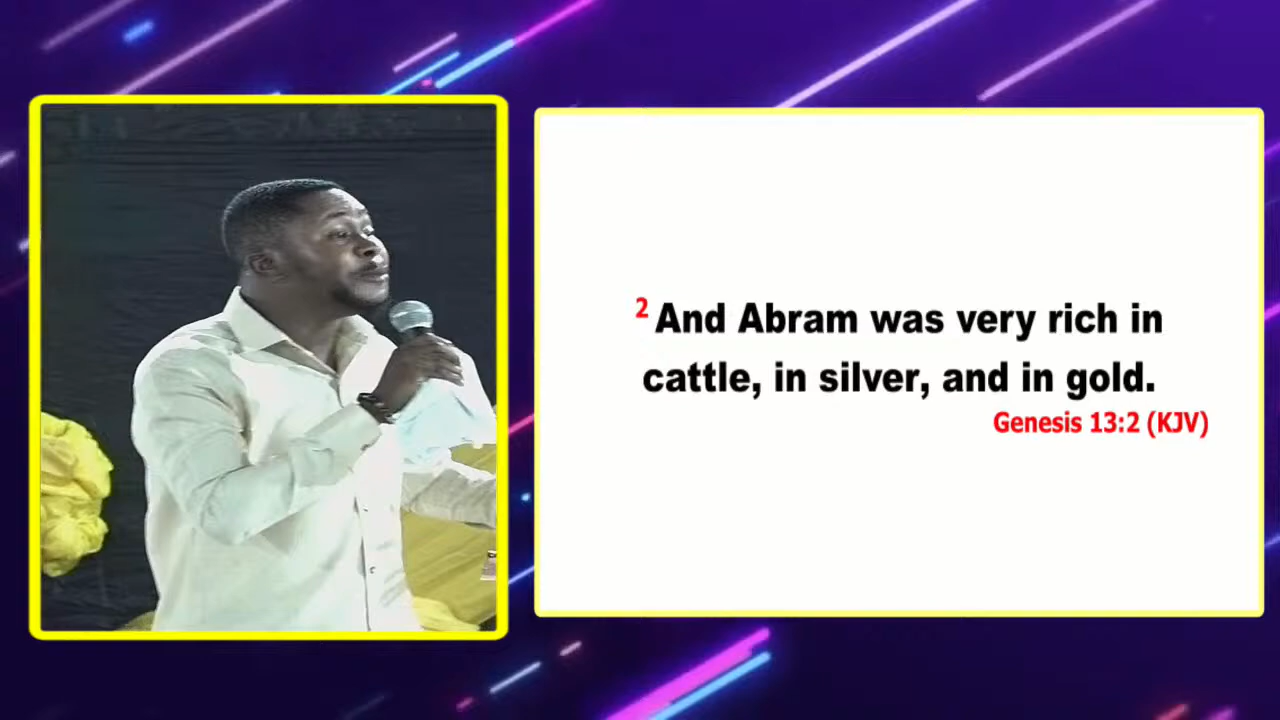 2 And Abram was very rich in
cattle, in silver, and in gold.
Genesis 13:2 (KJV)